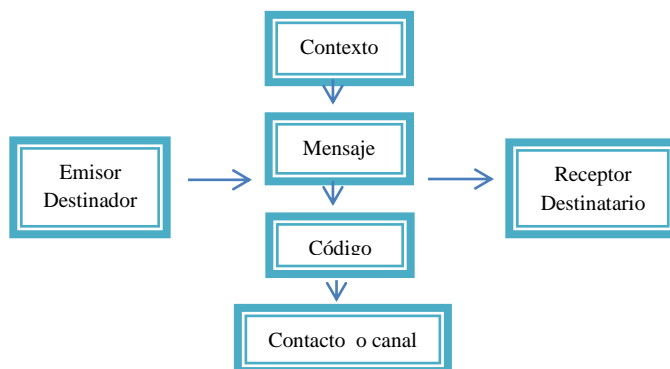 Contexto
Mensaje
Emisor
Destinador
Receptor
Destinatario
Código
Contacto o canal